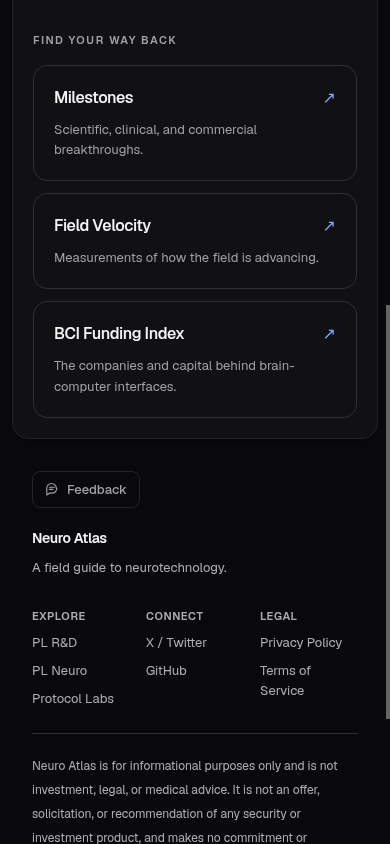 FIND YOUR WAY BACK
Milestones
Scientific, clinical, and commercial
breakthroughs.
Field Velocity
Measurements of how the field is advancing.
BCI Funding Index
The companies and capital behind brain-
computer interfaces.
Feedback
Neuro Atlas
A field guide to neurotechnology.
EXPLORE
PL R&D
PL Neuro
Protocol Labs
CONNECT
X / Twitter
GitHub
LEGAL
Privacy Policy
Terms of
Service
Neuro Atlas is for informational purposes only and is not
investment, legal, or medical advice. It is not an offer,
solicitation, or recommendation of any security or
investment product, and makes no commitment or